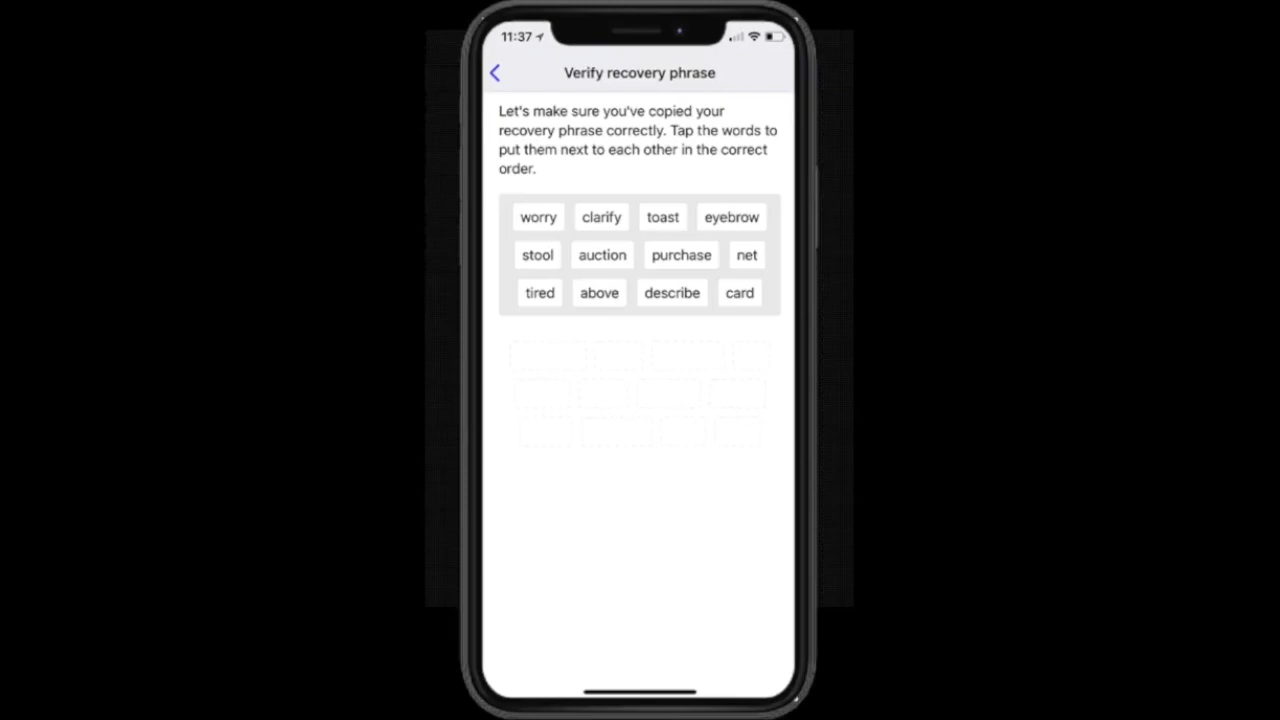 11:37
Verify recovery phrase
Let's make sure you've copied your
recovery phrase correctly. Tap the words to
put them next to each other in the correct
order.
worry clarify toast eyebrow
stool auction purchase net
tired above describe card